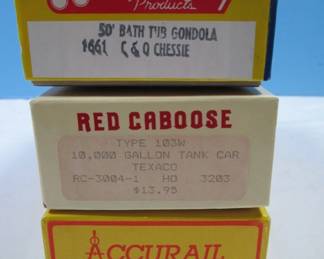 Products
50' BATH TUB GONDOLA
1661 C & O CHESSIE
RED CABOOSE
TYPE 103W
10,000 GALLON TANK CAR
TEXACO
RC-3004-1 HO 3203
$13.95
ACCURAIL